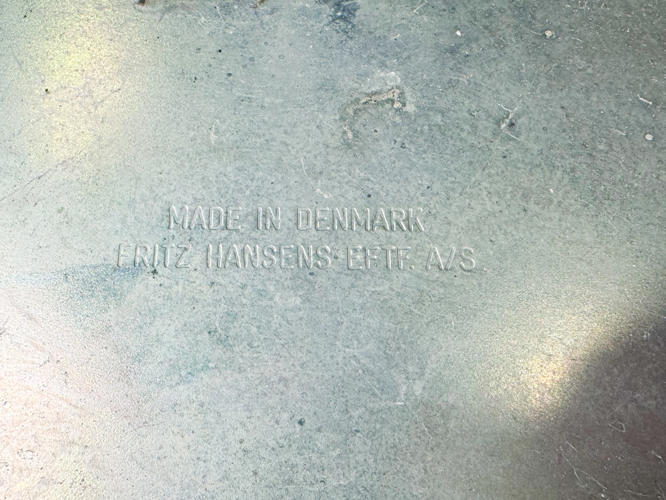 MADE IN DENMARK
FRITZ HANSENS EFTF. A/S